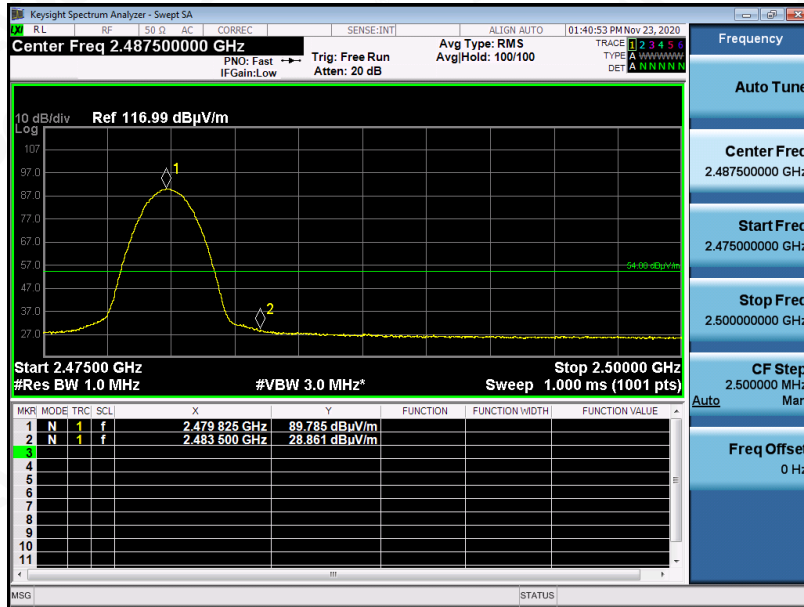 Keysight Spectrum Analyzer - Swept SA
LXI RL RF 50 Ω AC CORREC SENSE:INT ALIGN AUTO 01:40:53 PM Nov 23, 2020
Center Freq 2.487500000 GHz
PNO: Fast
IFGain:Low
Trig: Free Run
Atten: 20 dB
Avg Type: RMS
Avg|Hold: 100/100
TRACE 1 2 3 4 5 6
TYPE A WWWWW
DET A N N N N N
10 dB/div Ref 116.99 dBµV/m
Log
107
97.0
87.0
77.0
67.0
57.0
47.0
37.0
27.0
1
2
54.00 dBµV/m
Start 2.47500 GHz Stop 2.50000 GHz
#Res BW 1.0 MHz #VBW 3.0 MHz* Sweep 1.000 ms (1001 pts)
MKR MODE TRC SCL X Y FUNCTION FUNCTION WIDTH FUNCTION VALUE
1 N 1 f 2.479 825 GHz 89.785 dBµV/m
2 N 1 f 2.483 500 GHz 28.861 dBµV/m
3
4
5
6
7
8
9
10
11
MSG STATUS
Frequency
Auto Tune
Center Freq
2.487500000 GHz
Start Freq
2.475000000 GHz
Stop Freq
2.500000000 GHz
CF Step
2.500000 MHz
Auto Man
Freq Offset
0 Hz